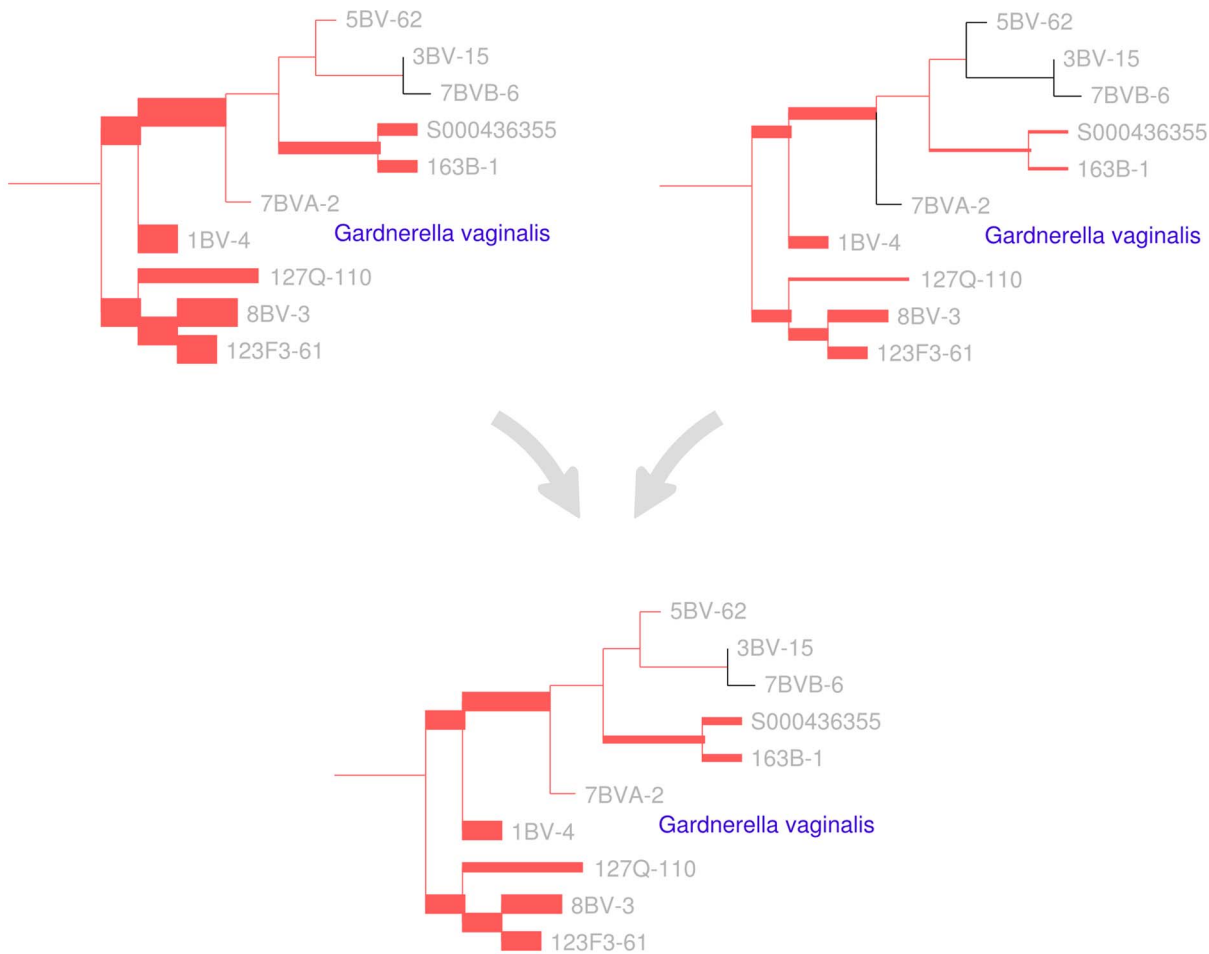 5BV-62
3BV-15
7BVB-6
S000436355
163B-1
7BVA-2
Gardnerella vaginalis
1BV-4
127Q-110
8BV-3
123F3-61
5BV-62
3BV-15
7BVB-6
S000436355
163B-1
7BVA-2
Gardnerella vaginalis
1BV-4
127Q-110
8BV-3
123F3-61
5BV-62
3BV-15
7BVB-6
S000436355
163B-1
7BVA-2
Gardnerella vaginalis
1BV-4
127Q-110
8BV-3
123F3-61